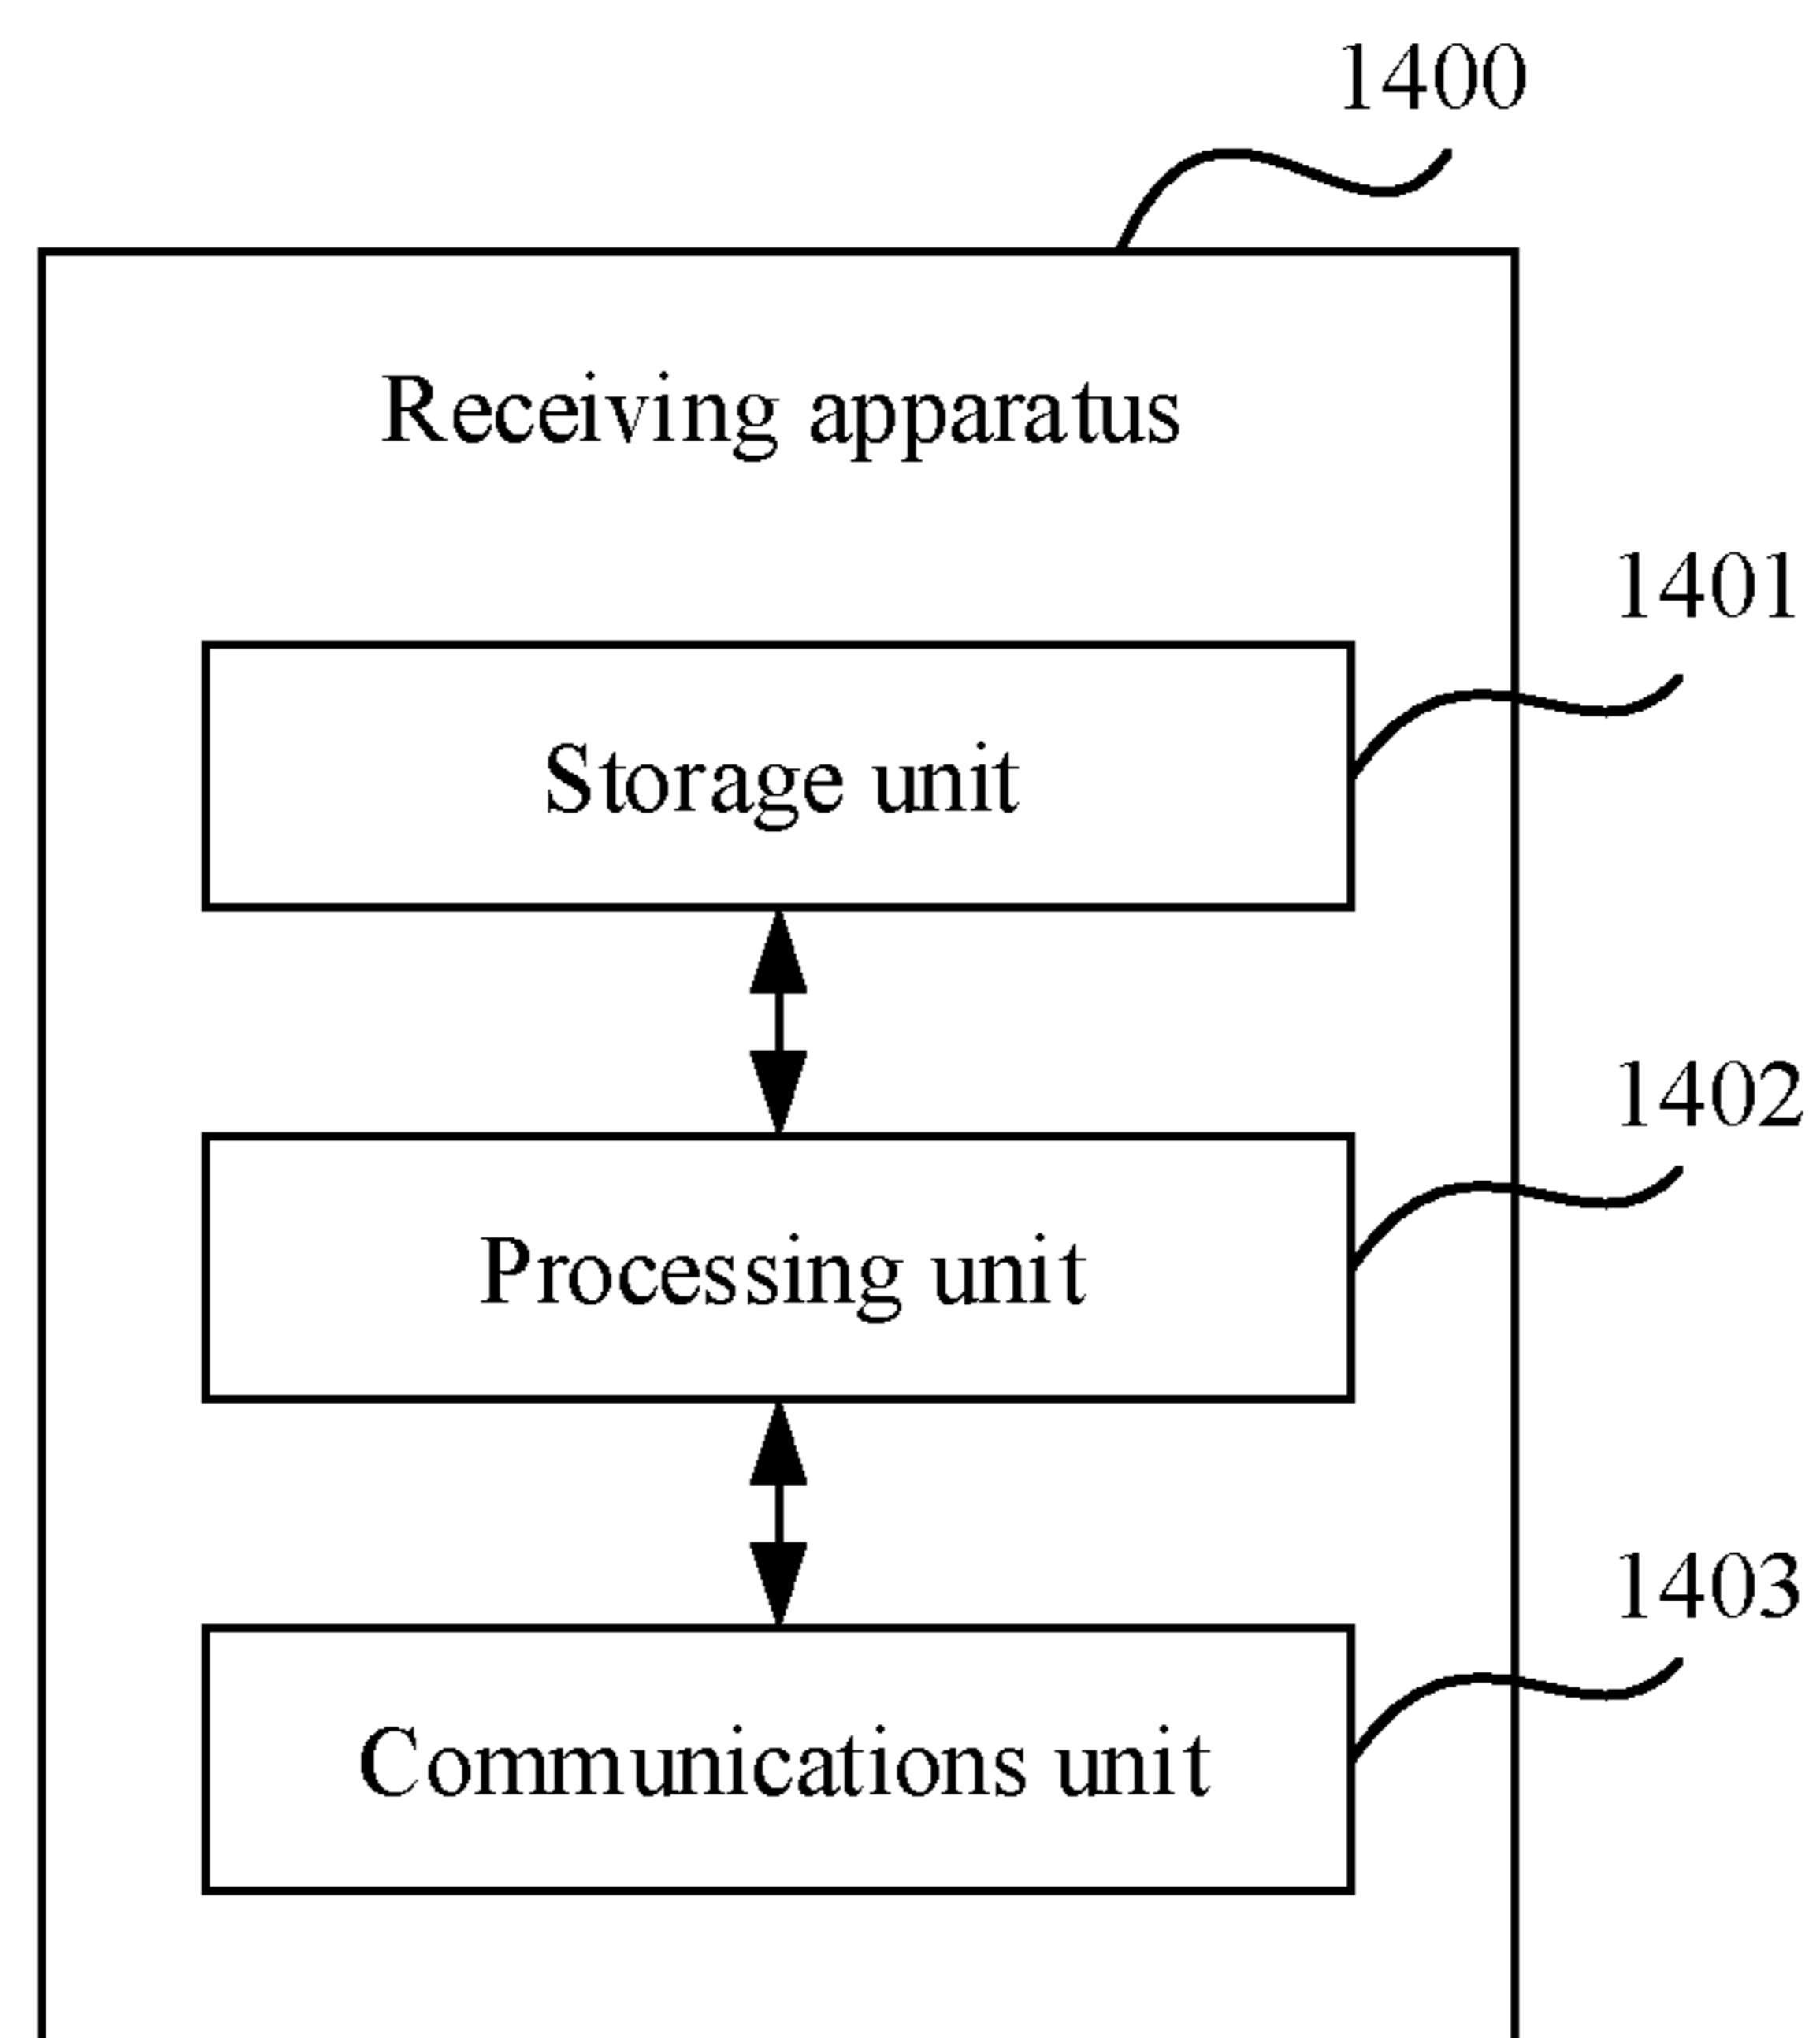 1400
Receiving apparatus
1401
Storage unit
1402
Processing unit
1403
Communications unit